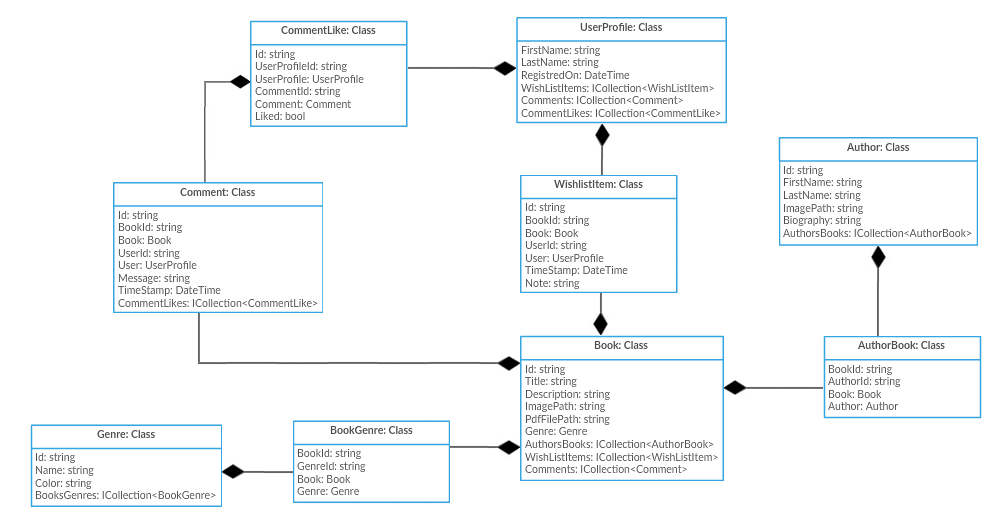 CommentLike: Class
Id: string
UserProfileId: string
UserProfile: UserProfile
CommentId: string
Comment: Comment
Liked: bool
UserProfile: Class
FirstName: string
LastName: string
RegistredOn: DateTime
WishListItems: ICollection<WishListItem>
Comments: ICollection<Comment>
CommentLikes: ICollection<CommentLike>
Author: Class
Id: string
FirstName: string
LastName: string
ImagePath: string
Biography: string
AuthorsBooks: ICollection<AuthorBook>
Comment: Class
Id: string
BookId: string
Book: Book
UserId: string
User: UserProfile
Message: string
TimeStamp: DateTime
CommentLikes: ICollection<CommentLike>
WishlistItem: Class
Id: string
BookId: string
Book: Book
UserId: string
User: UserProfile
TimeStamp: DateTime
Note: string
Book: Class
Id: string
Title: string
Description: string
ImagePath: string
PdfFilePath: string
Genre: Genre
AuthorsBooks: ICollection<AuthorBook>
WishListItems: ICollection<WishListItem>
Comments: ICollection<Comment>
AuthorBook: Class
BookId: string
AuthorId: string
Book: Book
Author: Author
Genre: Class
Id: string
Name: string
Color: string
BooksGenres: ICollection<BookGenre>
BookGenre: Class
BookId: string
GenreId: string
Book: Book
Genre: Genre